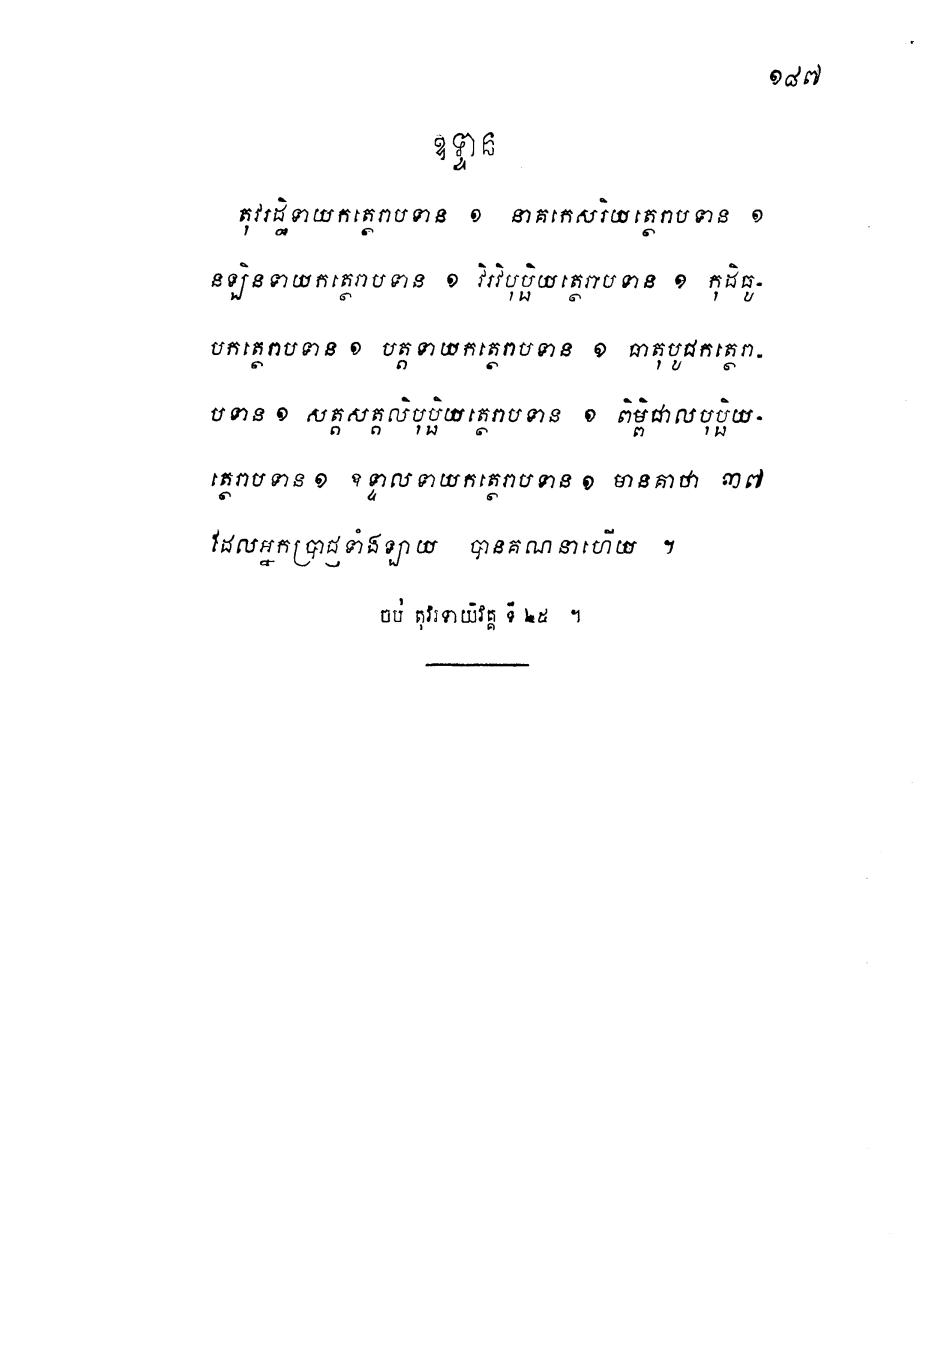 ១៨៧
ឧទ្ទាន
តុវរដ្ឋិទាយកត្ថេរាបទាន ១ នាគកេសរិយត្ថេរាបទាន ១
នឡិនទាយកត្ថេរាបទាន ១ វិរវិបុប្ផិយត្ថេរាបទាន ១ កុដិធូ-
បកត្ថេរាបទាន ១ បត្តទាយកត្ថេរាបទាន ១ ធាតុបូជកត្ថេរា-
បទាន ១ សត្តសត្តលិបុប្ផិយត្ថេរាបទាន ១ ពិម្ពិជាលបុប្ផិយ-
ត្ថេរាបទាន ១ ឧទ្ទាលទាយកត្ថេរាបទាន ១ មានគាថា ៣៧
ដែលអ្នកប្រាជ្ញទាំងឡាយ បានគណនាហើយ ។
ចប់ តុវរទាយិវគ្គ ទី ២៥ ។